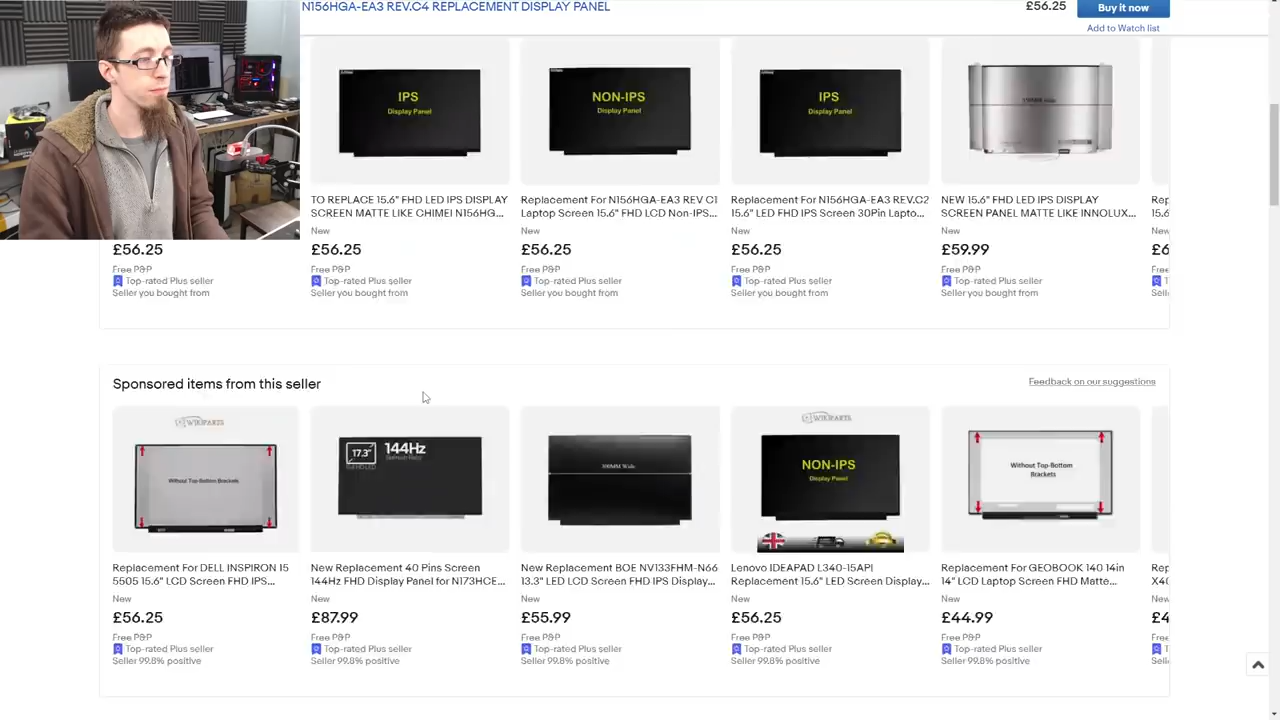 N156HGA-EA3 REV.C4 REPLACEMENT DISPLAY PANEL
£56.25
Buy it now
Add to Watch list
IPS
Display Panel
NON-IPS
Display Panel
IPS
Display Panel
TO REPLACE 15.6" FHD LED IPS DISPLAY
SCREEN MATTE LIKE CHIMEI N156HG...
New
£56.25
Free P&P
Top-rated Plus seller
Seller you bought from
Replacement For N156HGA-EA3 REV C1
Laptop Screen 15.6" FHD LCD Non-IPS...
New
£56.25
Free P&P
Top-rated Plus seller
Seller you bought from
Replacement For N156HGA-EA3 REV.C2
15.6" LED FHD IPS Screen 30Pin Lapto...
New
£56.25
Free P&P
Top-rated Plus seller
Seller you bought from
NEW 15.6" FHD LED IPS DISPLAY
SCREEN PANEL MATTE LIKE INNOLUX...
New
£59.99
Free P&P
Top-rated Plus seller
Seller you bought from
£56.25
Free P&P
Top-rated Plus seller
Seller you bought from
Sponsored items from this seller
Feedback on our suggestions
WIKIPARTS
Without Top-Bottom Brackets
Replacement For DELL INSPIRON 15
5505 15.6" LCD Screen FHD IPS...
New
£56.25
Free P&P
Top-rated Plus seller
Seller 99.8% positive
17.3"
144Hz
New Replacement 40 Pins Screen
144Hz FHD Display Panel for N173HCE...
New
£87.99
Free P&P
Top-rated Plus seller
Seller 99.8% positive
New Replacement BOE NV133FHM-N66
13.3" LED LCD Screen FHD IPS Display...
New
£55.99
Free P&P
Top-rated Plus seller
Seller 99.8% positive
WIKIPARTS
NON-IPS
Display Panel
Lenovo IDEAPAD L340-15API
Replacement 15.6" LED Screen Display...
New
£56.25
Free P&P
Top-rated Plus seller
Seller 99.8% positive
Without Top-Bottom
Brackets
Replacement For GEOBOOK 140 14in
14" LCD Laptop Screen FHD Matte...
New
£44.99
Free P&P
Top-rated Plus seller
Seller 99.8% positive